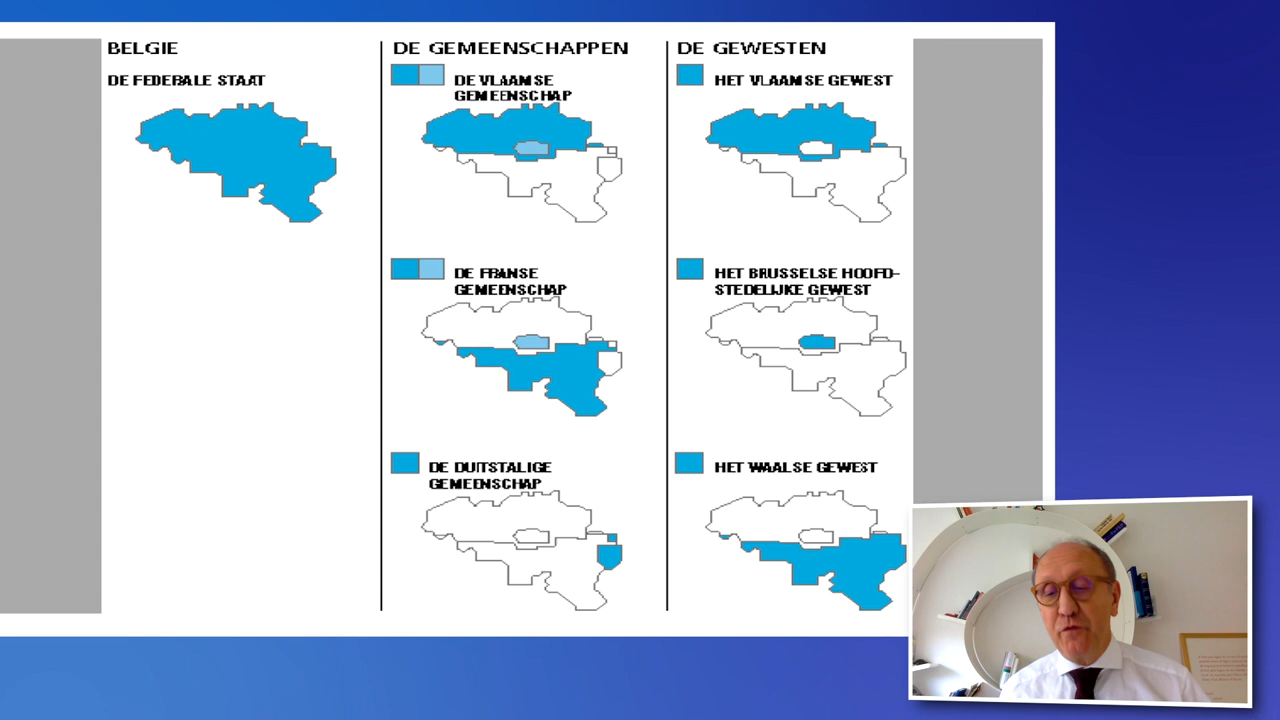 BELGIE
DE FEDERALE STAAT
DE GEMEENSCHAPPEN
DE VLAAMSE
GEMEENSCHAP
DE FRANSE
GEMEENSCHAP
DE DUITSTALIGE
GEMEENSCHAP
DE GEWESTEN
HET VLAAMSE GEWEST
HET BRUSSELSE HOOFD-
STEDELIJKE GEWEST
HET WAALSE GEWEST